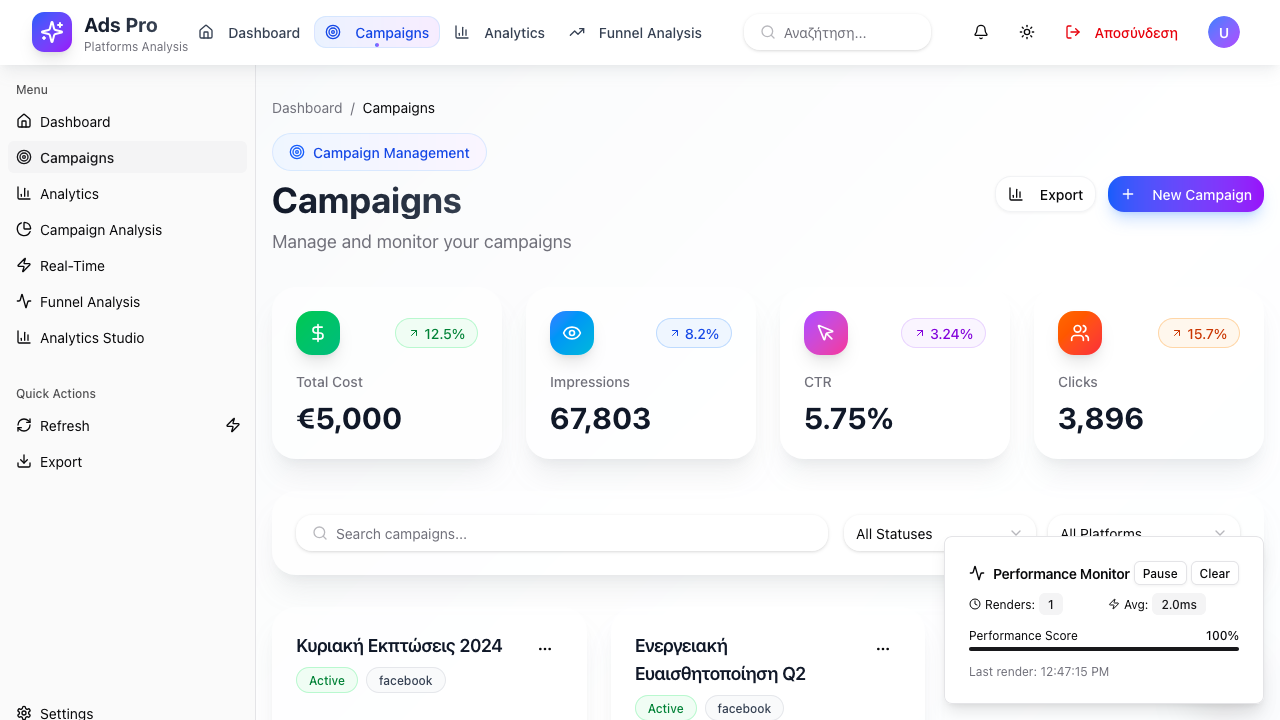 Ads Pro
Platforms Analysis
Dashboard
Campaigns
Analytics
Funnel Analysis
Αναζήτηση...
Αποσύνδεση
U
Menu
Dashboard
Campaigns
Analytics
Campaign Analysis
Real-Time
Funnel Analysis
Analytics Studio
Quick Actions
Refresh
Export
Settings
Dashboard / Campaigns
Campaign Management
Campaigns
Manage and monitor your campaigns
Export
New Campaign
12.5%
Total Cost
€5,000
8.2%
Impressions
67,803
3.24%
CTR
5.75%
15.7%
Clicks
3,896
Search campaigns...
All Statuses
All Platforms
Κυριακή Εκπτώσεις 2024
...
Active
facebook
Ενεργειακή
Ευαισθητοποίηση Q2
...
Active
facebook
Performance Monitor
Pause
Clear
Renders: 1
Avg: 2.0ms
Performance Score
100%
Last render: 12:47:15 PM